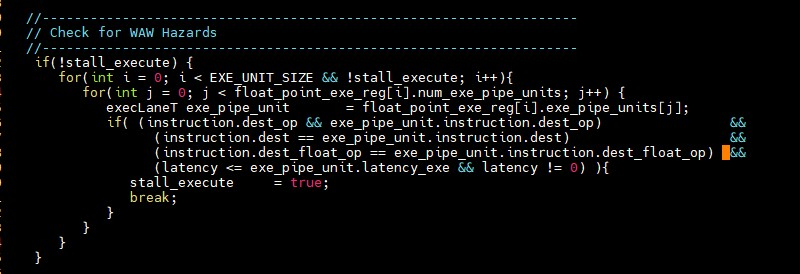 //-------------------------------------------------------------------
// Check for WAW Hazards
//-------------------------------------------------------------------
if(!stall_execute) {
for(int i = 0; i < EXE_UNIT_SIZE && !stall_execute; i++){
for(int j = 0; j < float_point_exe_reg[i].num_exe_pipe_units; j++) {
execLaneT exe_pipe_unit = float_point_exe_reg[i].exe_pipe_units[j];
if( (instruction.dest_op && exe_pipe_unit.instruction.dest_op) &&
(instruction.dest == exe_pipe_unit.instruction.dest) &&
(instruction.dest_float_op == exe_pipe_unit.instruction.dest_float_op) &&
(latency <= exe_pipe_unit.latency_exe && latency != 0) ){
stall_execute = true;
break;
}
}
}
}